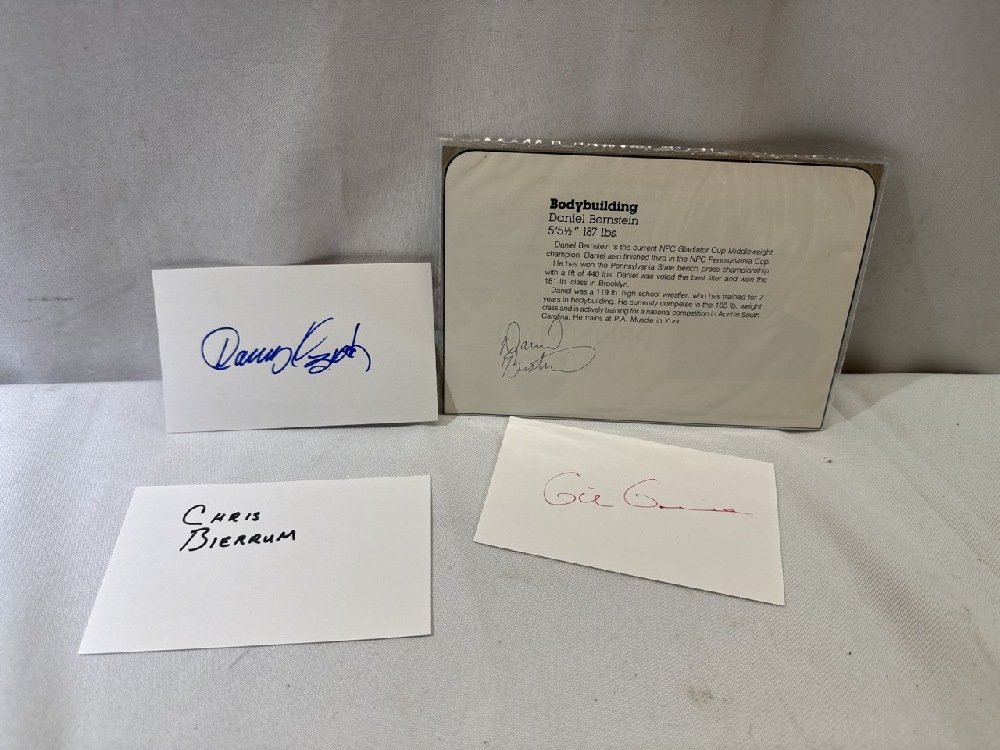 Bodybuilding
Daniel Bernstein
5'5½" 187 lbs.
Daniel Bernstein is the current NPC Gladiator Cup Middleweight
champion. Daniel also finished third in the NPC Pennsylvania Cup.
He has won the Pennsylvania State bench press championship
with a lift of 440 lbs. Daniel was voted the best lifter and won the
181 lb. class in Brooklyn.
Daniel was a 119 lb. high school wrestler, who has trained for 7
years in bodybuilding. He currently competes in the 165 lb. weight
class and is actively training for a national competition in April in South
Carolina. He trains at P.A. Muscle in York.
Daniel
Danny
Gil
CHRIS
BIERRUM